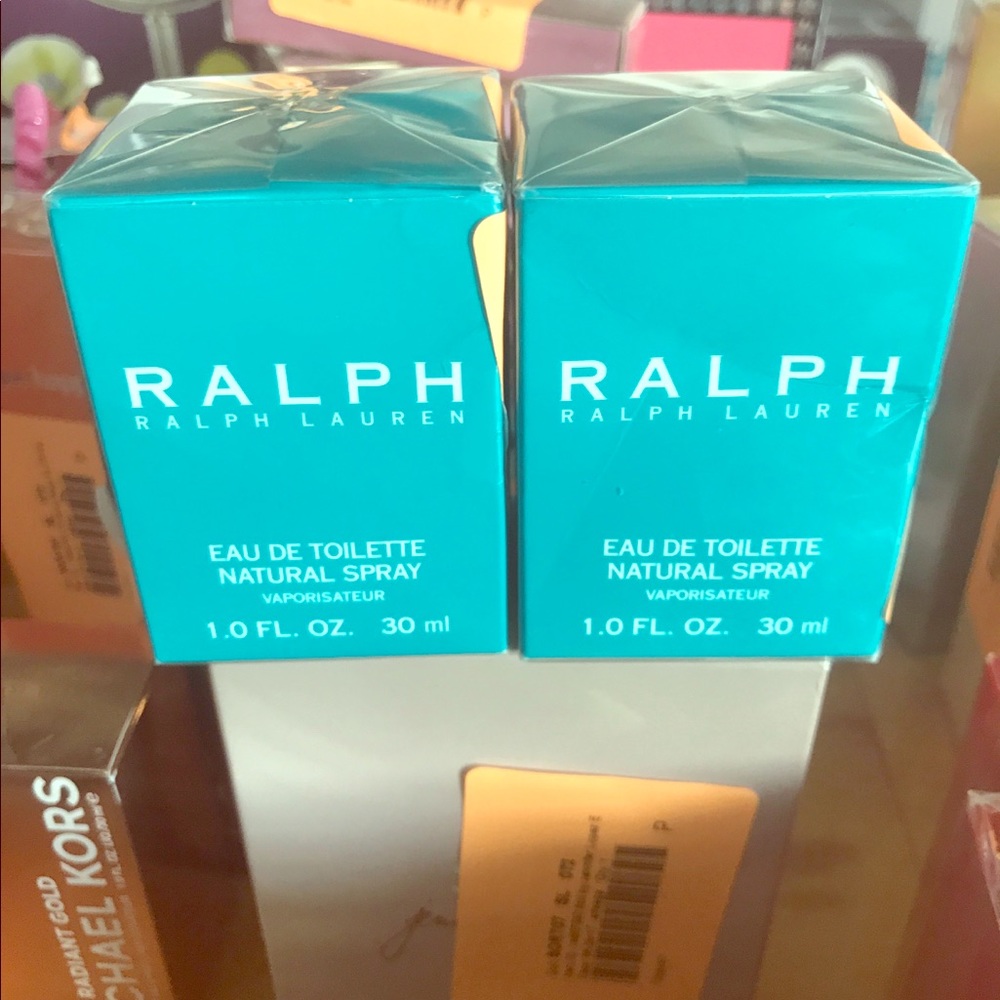 RALPH
RALPH LAUREN
EAU DE TOILETTE
NATURAL SPRAY
VAPORISATEUR
1.0 FL. OZ. 30 ml
RALPH
RALPH LAUREN
EAU DE TOILETTE
NATURAL SPRAY
VAPORISATEUR
1.0 FL. OZ. 30 ml
RADIANT GOLD
CHAEL KORS
P